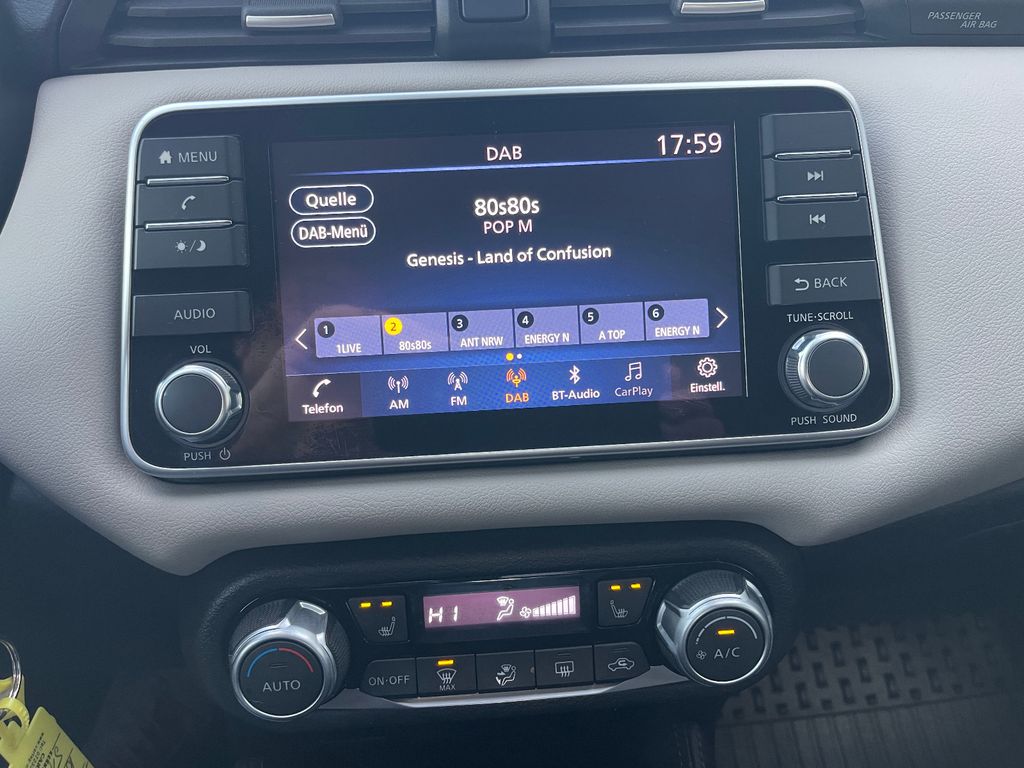 PASSENGER
AIR BAG
MENU
DAB
17:59
Quelle
DAB-Menü
80s80s
POP M
Genesis - Land of Confusion
BACK
AUDIO
VOL
TUNE·SCROLL
1 2 3 4 5 6
1LIVE 80s80s ANT NRW ENERGY N A TOP ENERGY N
Telefon AM FM DAB BT-Audio CarPlay Einstell.
PUSH
PUSH SOUND
HI
AUTO
ON·OFF
MAX
A/C